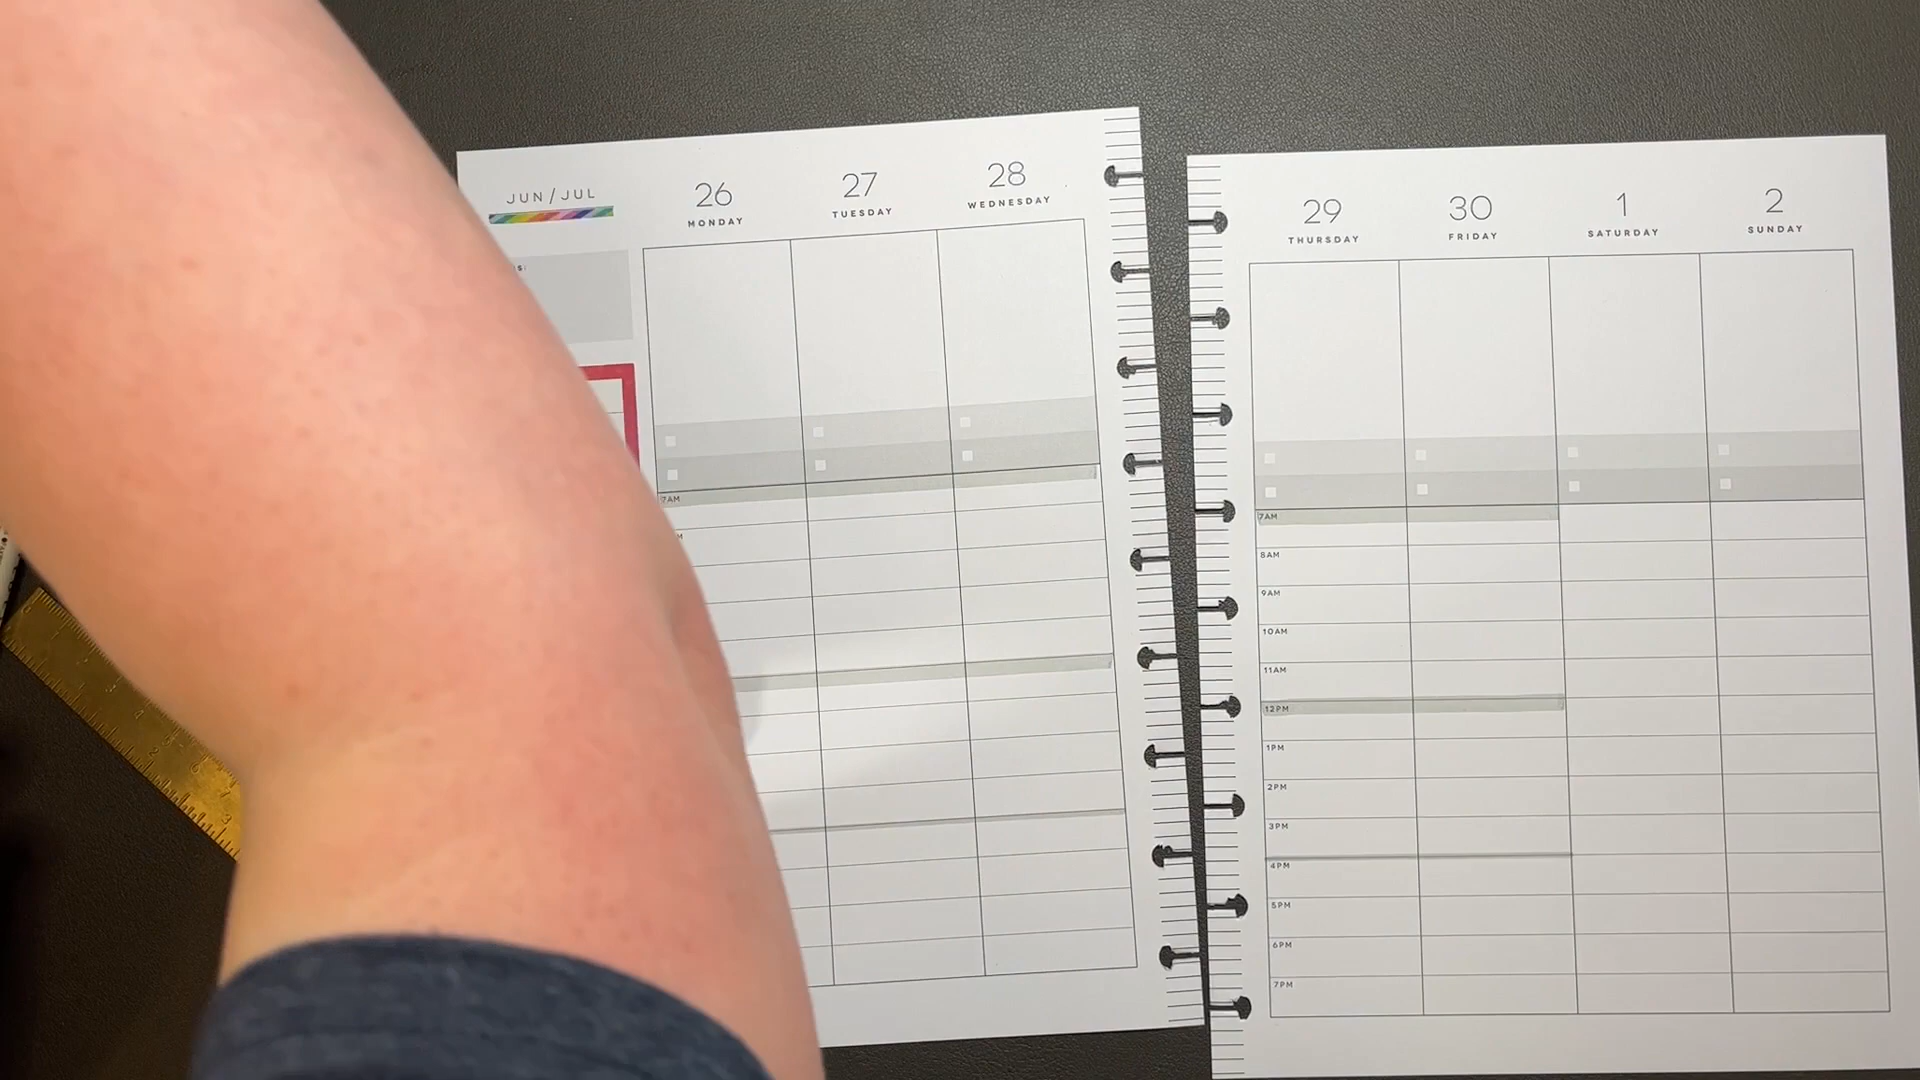 JUN/JUL
26
MONDAY
27
TUESDAY
28
WEDNESDAY
7AM
29
THURSDAY
30
FRIDAY
1
SATURDAY
2
SUNDAY
7AM
8AM
9AM
10AM
11AM
12PM
1PM
2PM
3PM
4PM
5PM
6PM
7PM